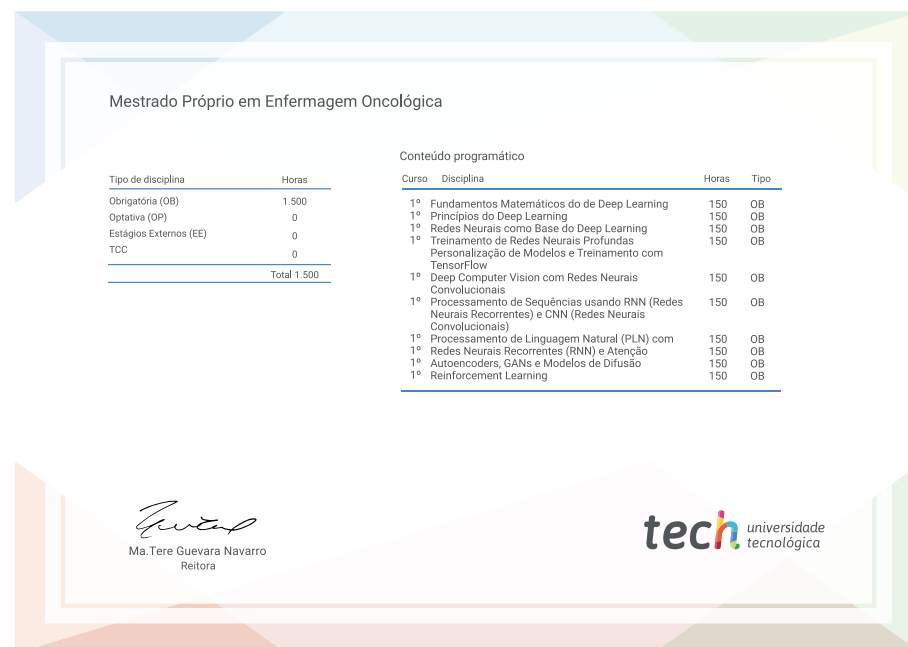 Mestrado Próprio em Enfermagem Oncológica
Tipo de disciplina Horas
Obrigatória (OB) 1.500
Optativa (OP) 0
Estágios Externos (EE) 0
TCC 0
Total 1.500
Conteúdo programático
Curso Disciplina Horas Tipo
1º Fundamentos Matemáticos do de Deep Learning 150 OB
1º Princípios do Deep Learning 150 OB
1º Redes Neurais como Base do Deep Learning 150 OB
1º Treinamento de Redes Neurais Profundas 150 OB
Personalização de Modelos e Treinamento com
TensorFlow
1º Deep Computer Vision com Redes Neurais 150 OB
Convolucionais
1º Processamento de Sequências usando RNN (Redes 150 OB
Neurais Recorrentes) e CNN (Redes Neurais
Convolucionais)
1º Processamento de Linguagem Natural (PLN) com 150 OB
1º Redes Neurais Recorrentes (RNN) e Atenção 150 OB
1º Autoencoders, GANs e Modelos de Difusão 150 OB
1º Reinforcement Learning 150 OB
Ma.Tere Guevara Navarro
Reitora
tech universidade
tecnológica